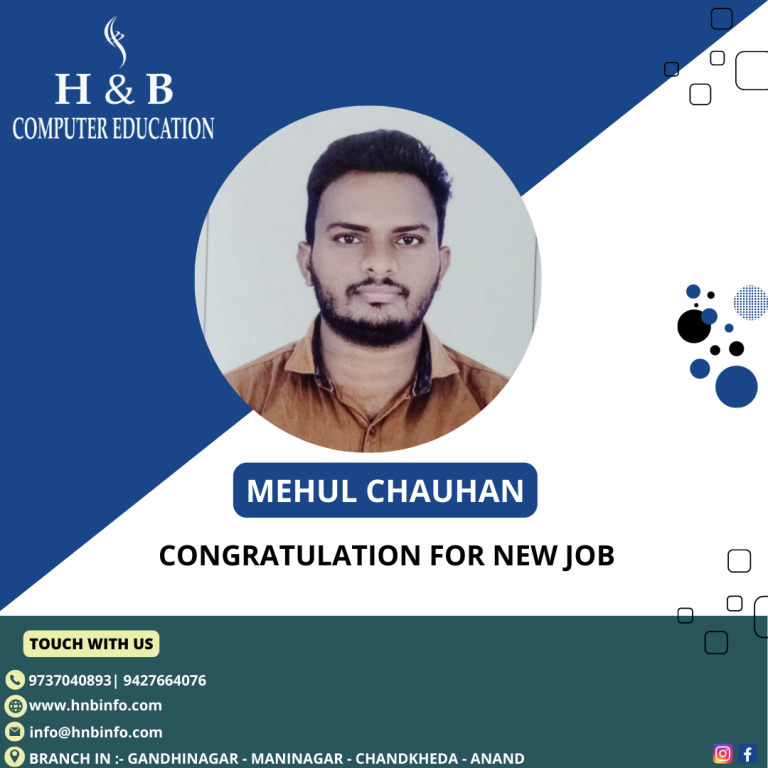 H & B
COMPUTER EDUCATION
MEHUL CHAUHAN
CONGRATULATION FOR NEW JOB
TOUCH WITH US
9737040893| 9427664076
www.hnbinfo.com
info@hnbinfo.com
BRANCH IN :- GANDHINAGAR - MANINAGAR - CHANDKHEDA - ANAND